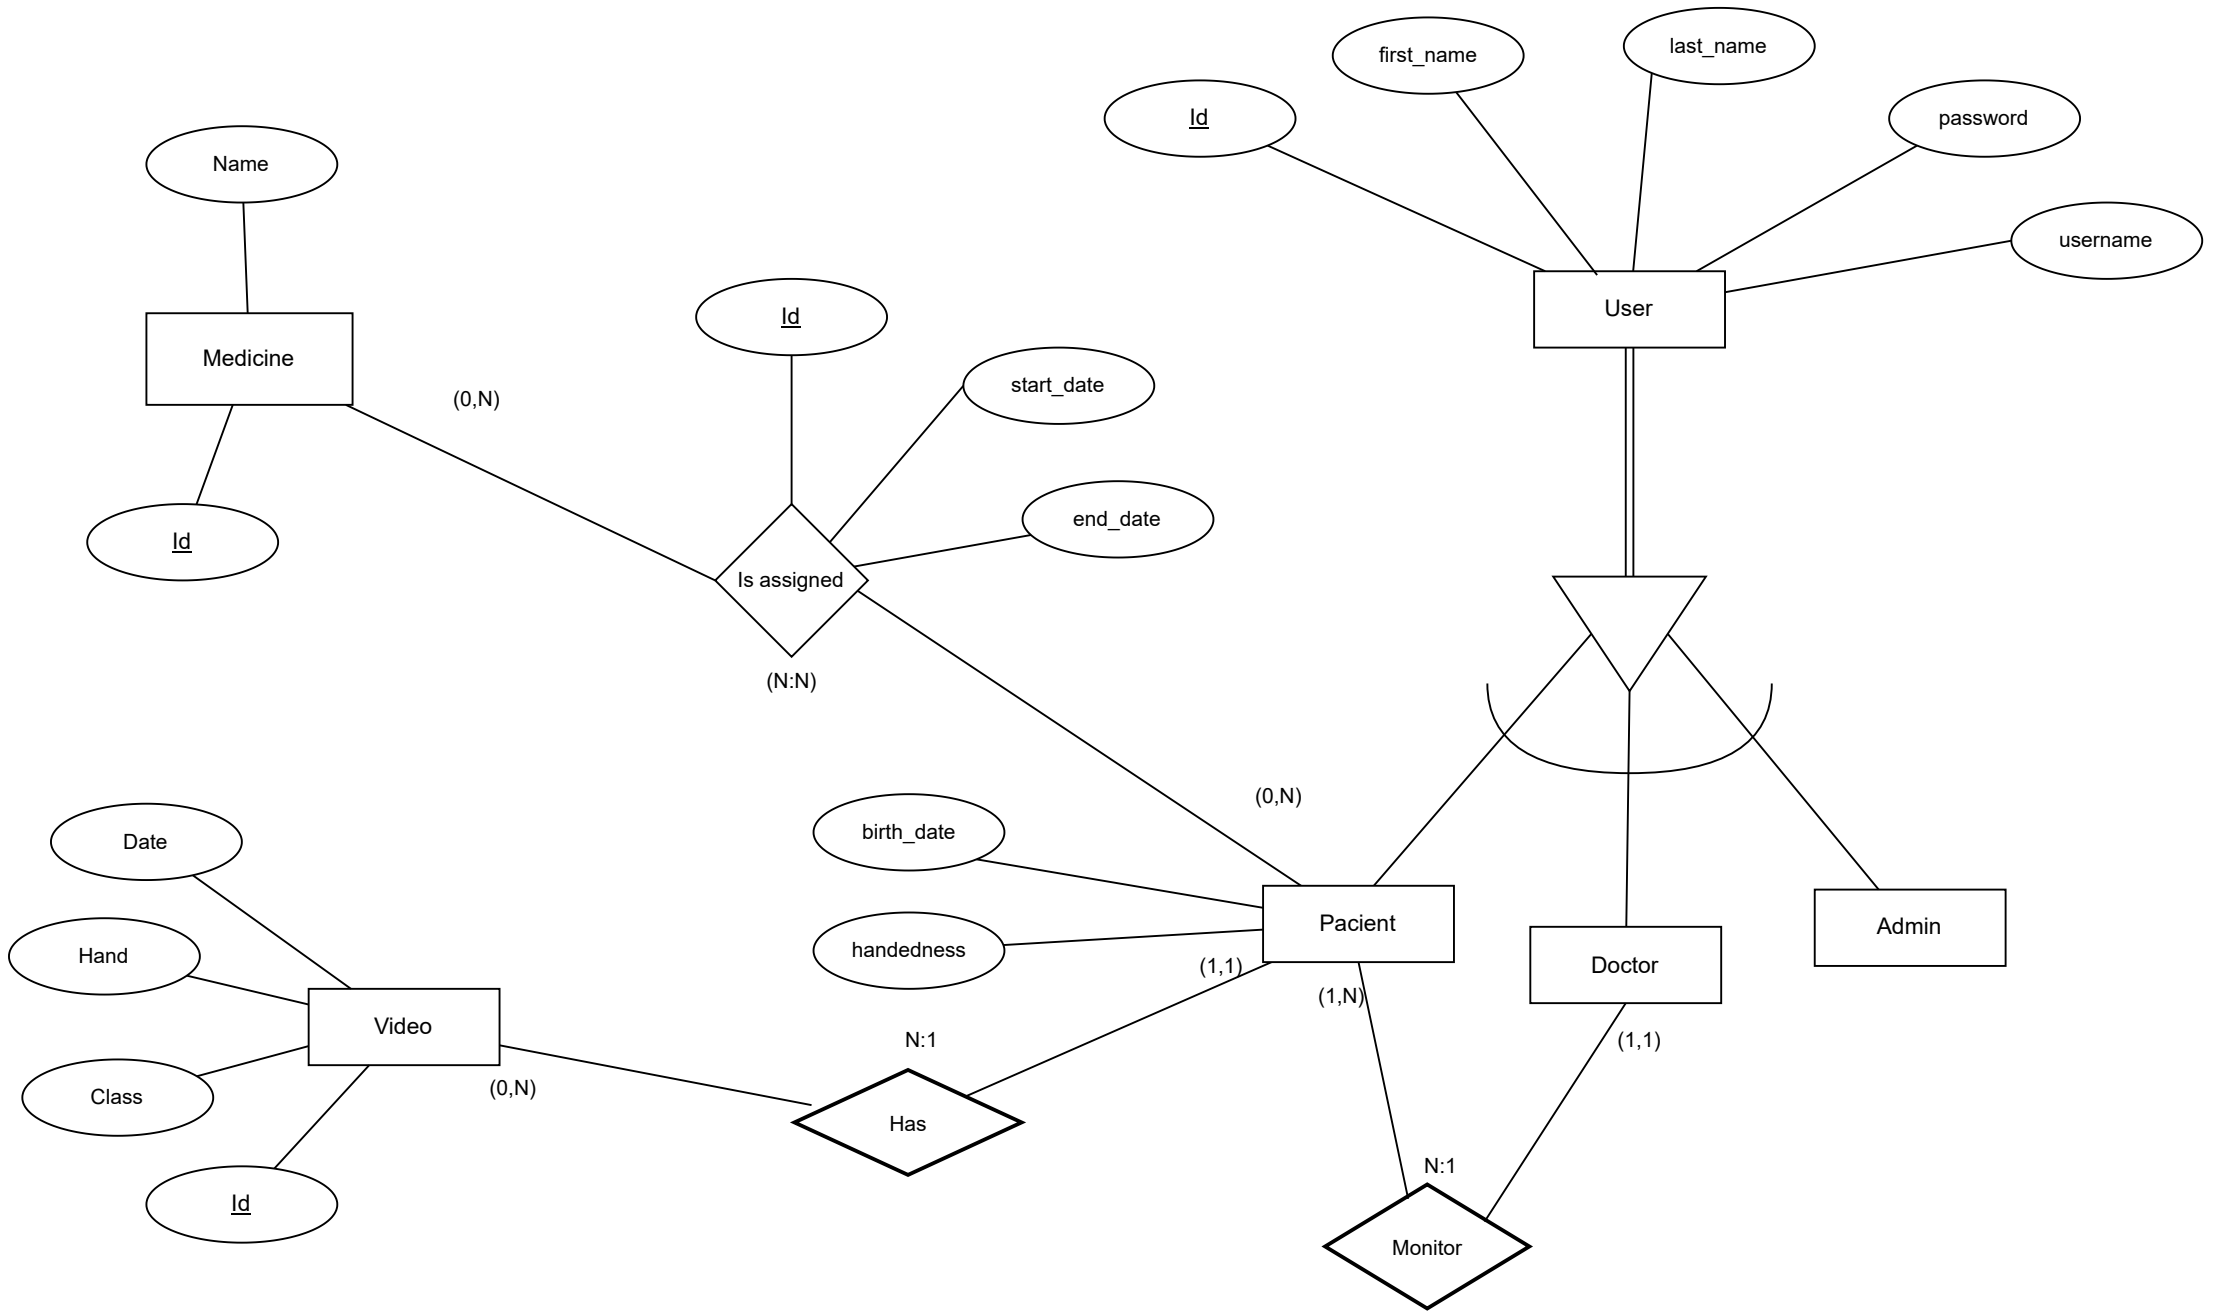 first_name
last_name
Id
password
Name
username
Id
User
Medicine
start_date
(0,N)
end_date
Id
Is assigned
(N:N)
(0,N)
birth_date
Date
Pacient
Admin
handedness
Hand
Doctor
(1,1)
(1,N)
Video
N:1
(1,1)
(0,N)
Class
Has
N:1
Id
Monitor